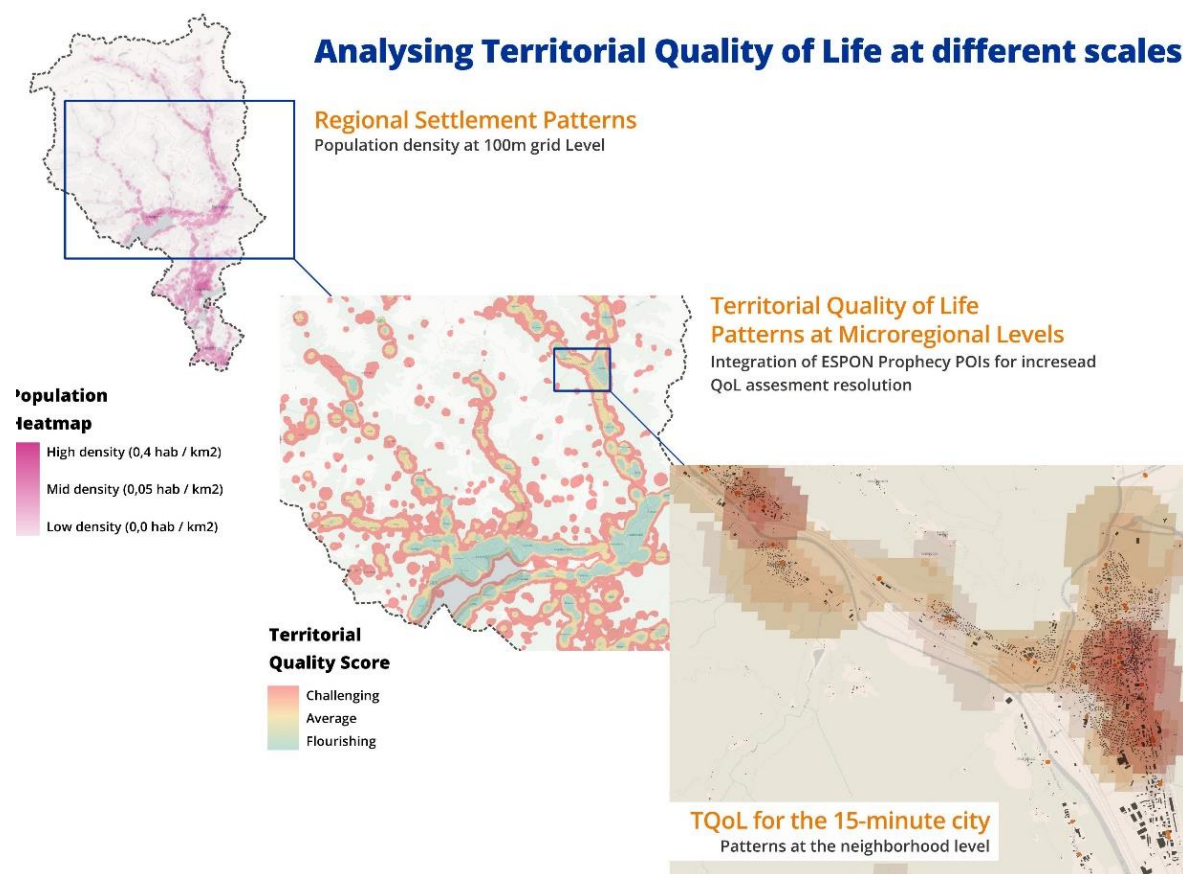 Analysing Territorial Quality of Life at different scales
Regional Settlement Patterns
Population density at 100m grid Level
Territorial Quality of Life
Patterns at Microregional Levels
Integration of ESPON Prophecy POIs for incresead
QoL assesment resolution
High density (0,4 hab / km2)
Mid density (0,05 hab / km2)
Low density (0,0 hab / km2)
Territorial
Quality Score
Challenging
Average
Flourishing
TQoL for the 15-minute city
Patterns at the neighborhood level